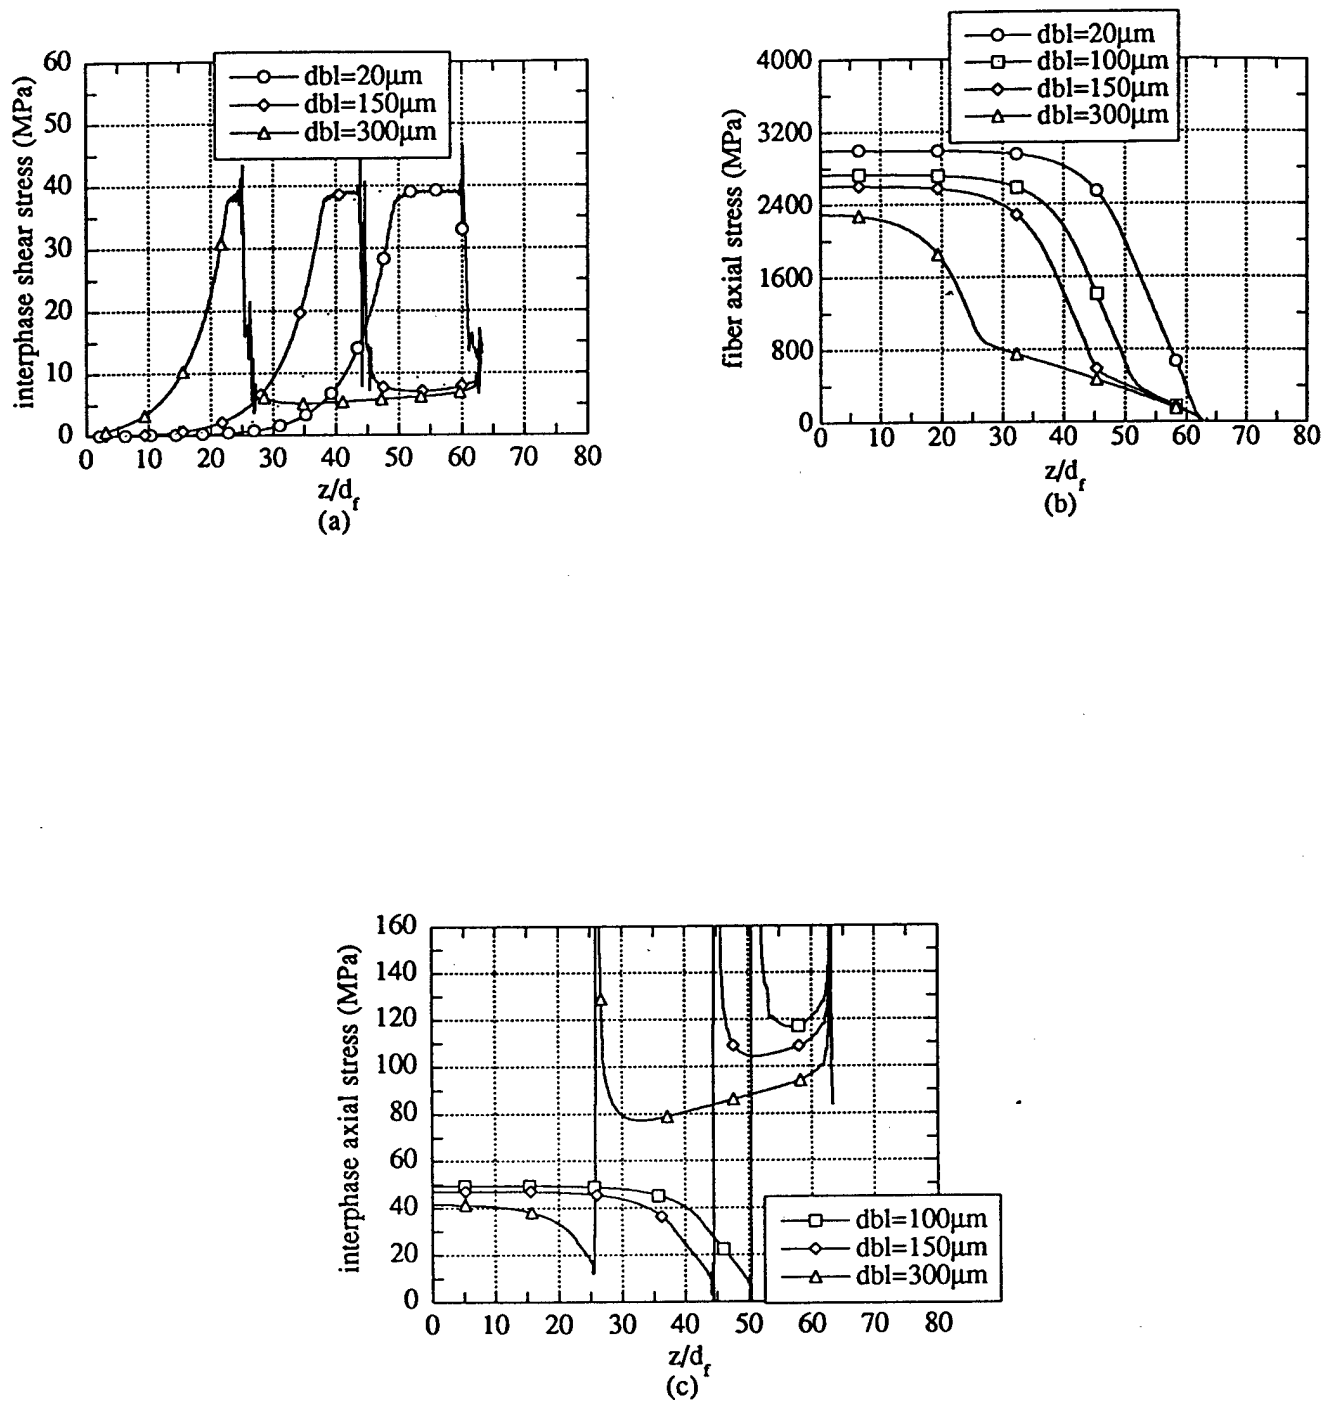 dbl=20μm
dbl=150μm
dbl=300μm
interphase shear stress (MPa)
60
50
40
30
20
10
0
0 10 20 30 40 50 60 70 80
z/d_f
(a)
dbl=20μm
dbl=100μm
dbl=150μm
dbl=300μm
fiber axial stress (MPa)
4000
3200
2400
1600
800
0
0 10 20 30 40 50 60 70 80
z/d_f
(b)
interphase axial stress (MPa)
160
140
120
100
80
60
40
20
0
dbl=100μm
dbl=150μm
dbl=300μm
0 10 20 30 40 50 60 70 80
z/d_f
(c)